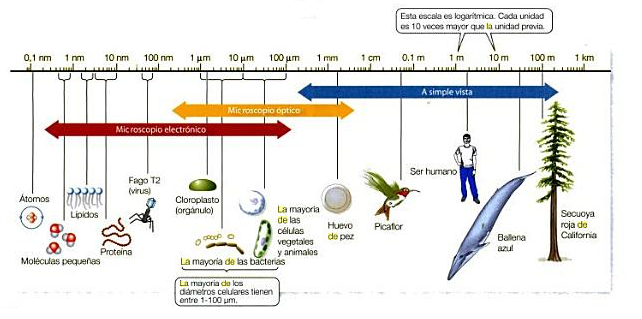 Esta escala es logarítmica. Cada unidad
es 10 veces mayor que la unidad previa.
0,1 nm 1 nm 10 nm 100 nm 1 µm 10 µm 100 µm 1 mm 1 cm 0,1 m 1 m 10 m 100 m 1 km
A simple vista
Microscopio óptico
Microscopio electrónico
Átomos
Lípidos
Moléculas pequeñas
Proteína
Fago T2
(virus)
Cloroplasto
(orgánulo)
La mayoría de las bacterias
La mayoría
de las
células
vegetales
y animales
La mayoría de los
diámetros celulares tienen
entre 1-100 µm.
Huevo
de pez
Picaflor
Ser humano
Ballena
azul
Secuoya
roja de
California